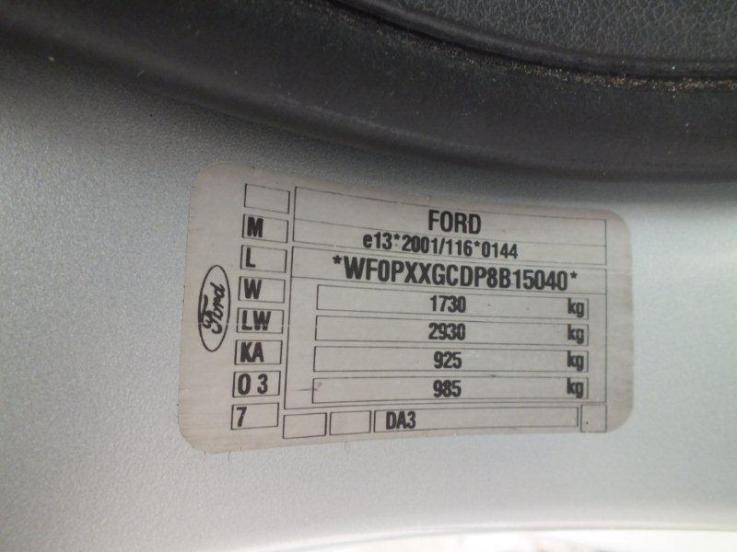 FORD
M
e13*2001/116*0144
L
*WF0PXXGCDP8B15040*
W
1730 kg
LW
2930 kg
KA
925 kg
O 3
985 kg
7
DA3
Ford